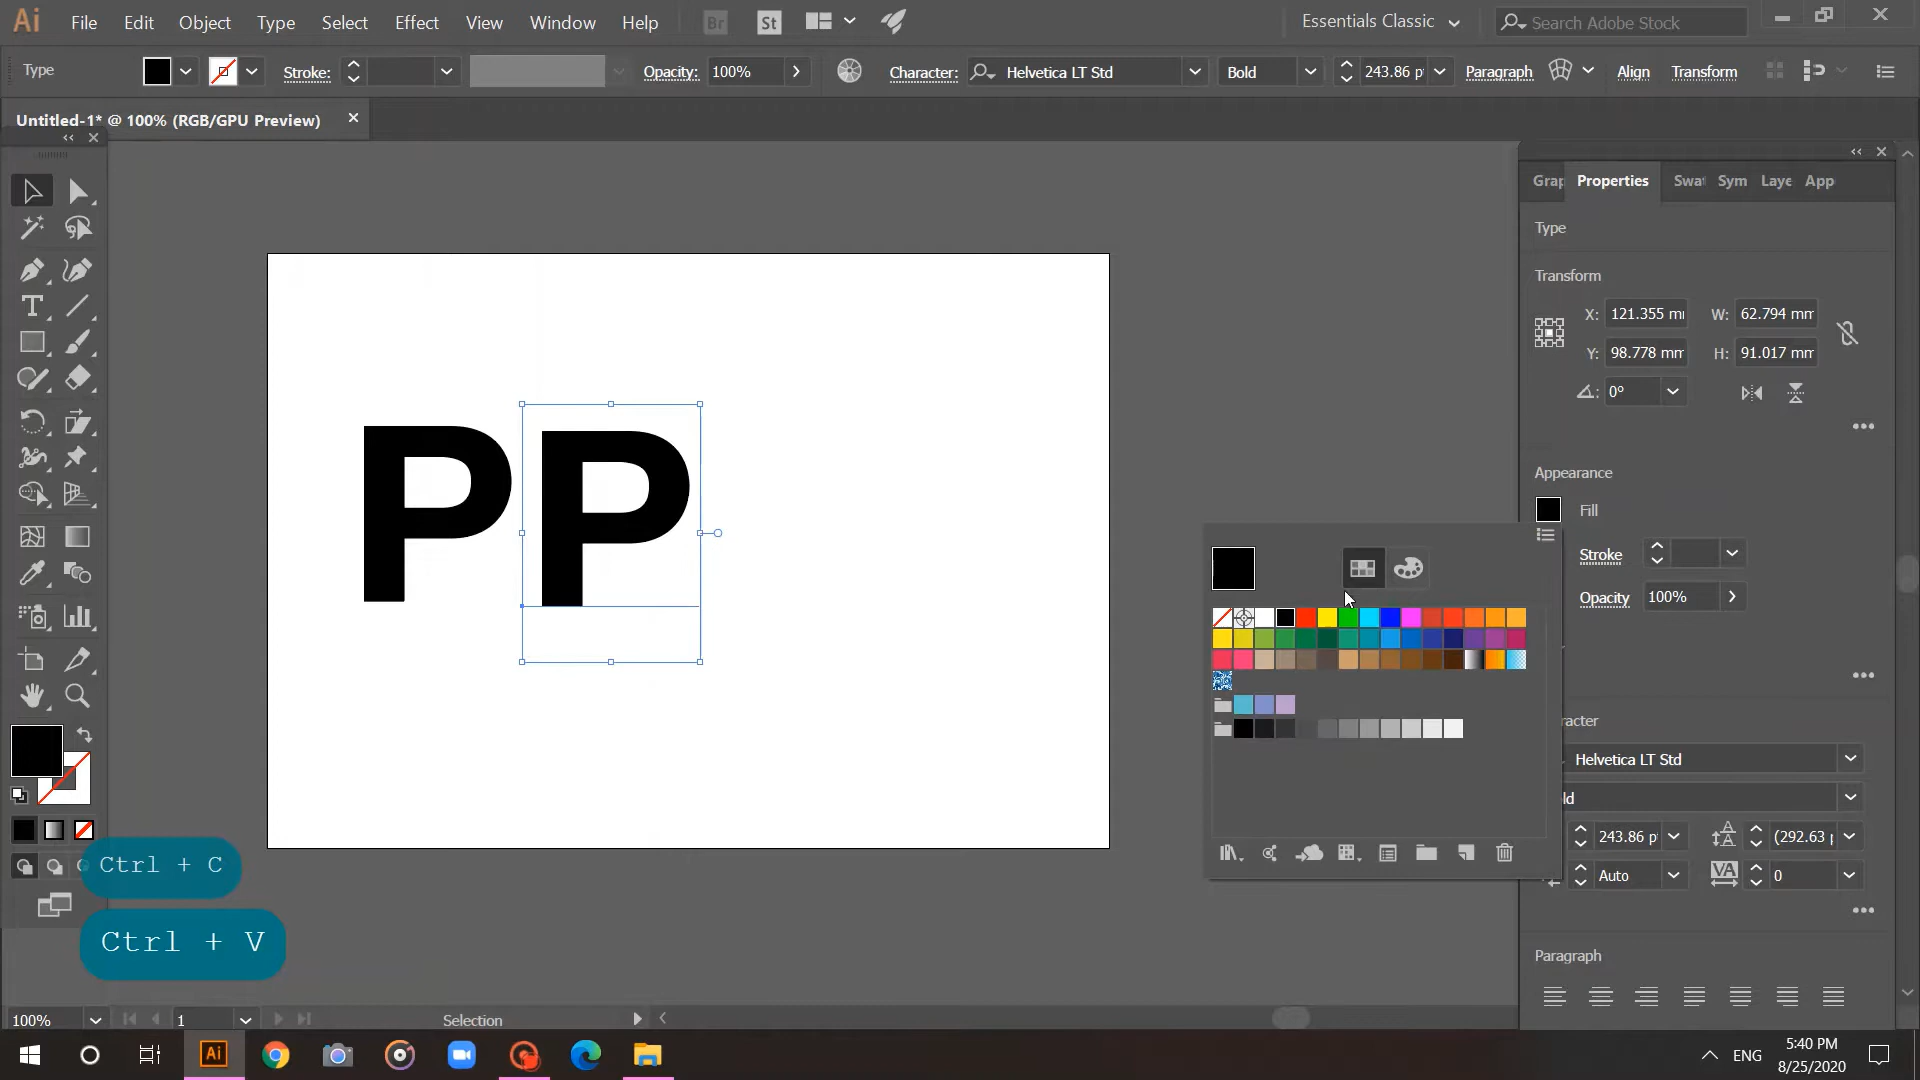 Ai File Edit Object Type Select Effect View Window Help Br St Essentials Classic Search Adobe Stock
Type Stroke: Opacity: 100% Character: Helvetica LT Std Bold 243.86 p Paragraph Align Transform
Untitled-1* @ 100% (RGB/GPU Preview)
Grap Properties Swat Sym Laye App
Type
Transform
X: 121.355 m W: 62.794 mm
Y: 98.778 mm H: 91.017 mm
0°
PP
Appearance
Fill
Stroke
Opacity 100%
racter
Helvetica LT Std
ld
243.86 p (292.63
Auto VA 0
Paragraph
T
Ctrl + C
Ctrl + V
100% 1 Selection
Ai ENG 5:40 PM
8/25/2020